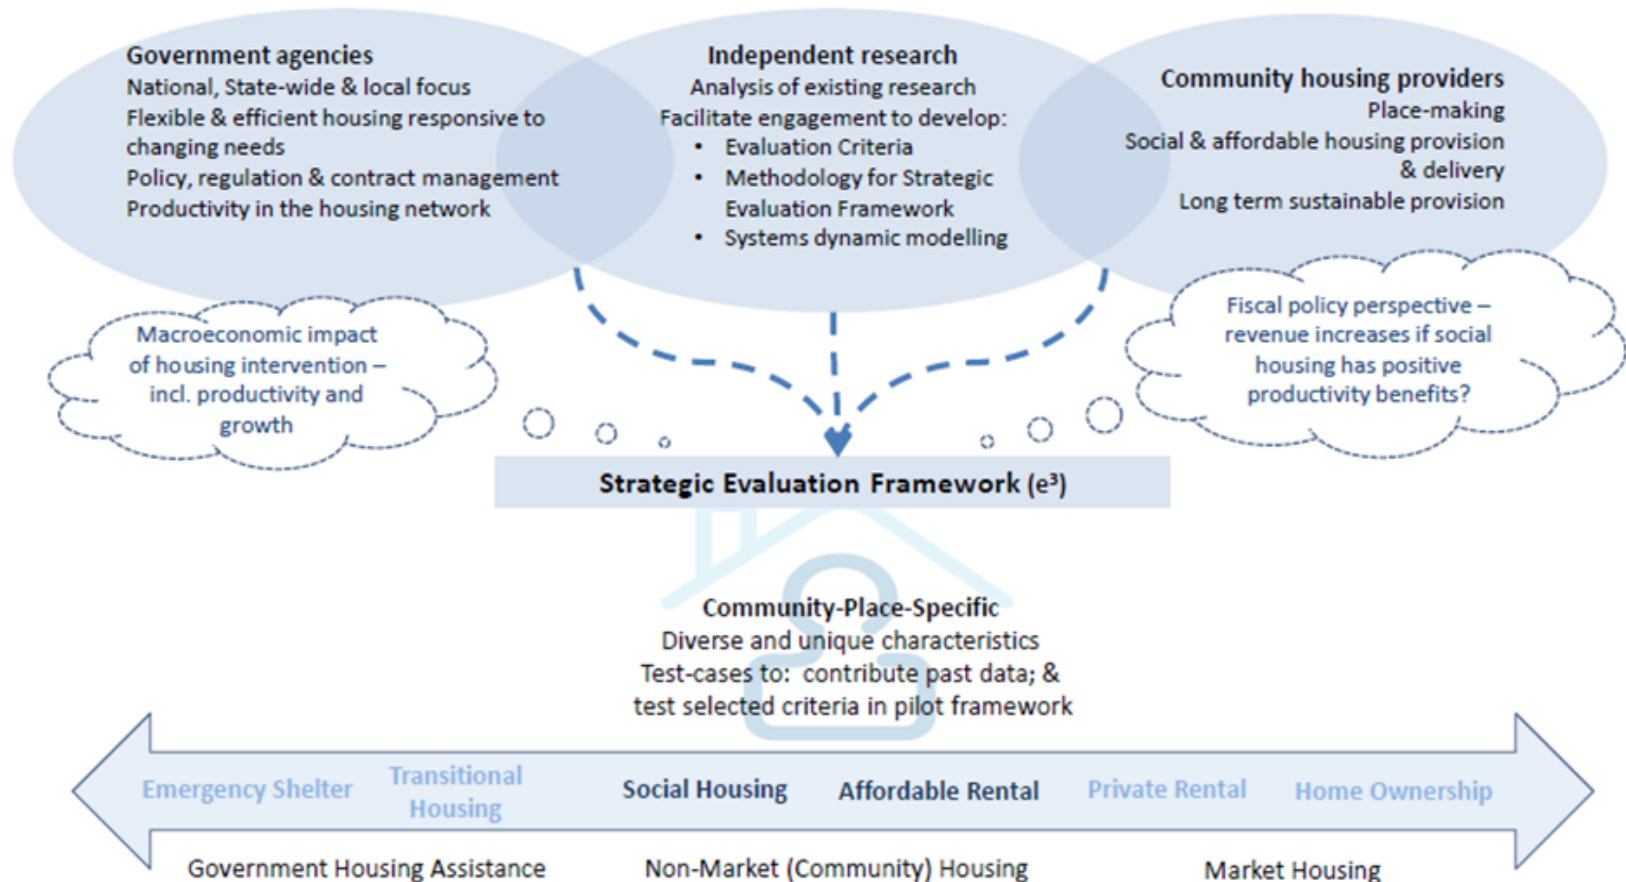 Government agencies
National, State-wide & local focus
Flexible & efficient housing responsive to
changing needs
Policy, regulation & contract management
Productivity in the housing network
Independent research
Analysis of existing research
Facilitate engagement to develop:
• Evaluation Criteria
• Methodology for Strategic
Evaluation Framework
• Systems dynamic modelling
Community housing providers
Place-making
Social & affordable housing provision
& delivery
Long term sustainable provision
Macroeconomic impact
of housing intervention –
incl. productivity and
growth
Fiscal policy perspective –
revenue increases if social
housing has positive
productivity benefits?
Strategic Evaluation Framework (e³)
Community-Place-Specific
Diverse and unique characteristics
Test-cases to: contribute past data; &
test selected criteria in pilot framework
Emergency Shelter
Transitional
Housing
Social Housing
Affordable Rental
Private Rental
Home Ownership
Government Housing Assistance
Non-Market (Community) Housing
Market Housing